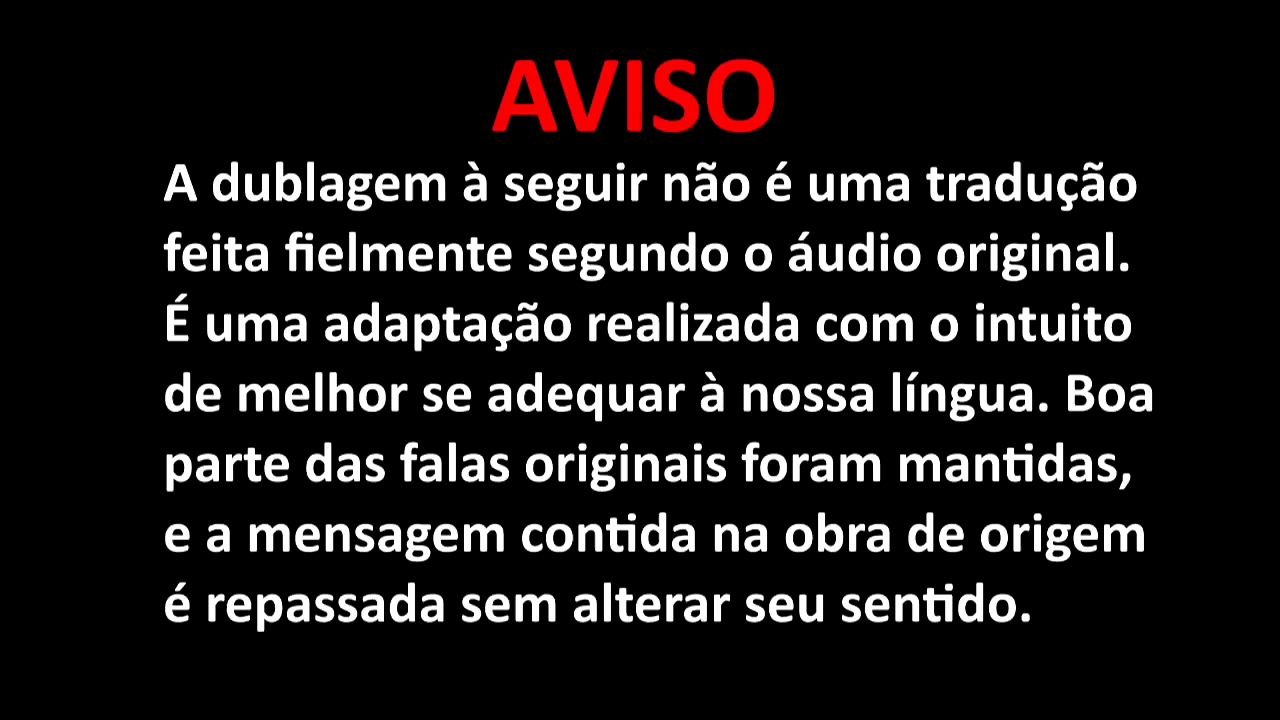 AVISO
A dublagem à seguir não é uma tradução
feita fielmente segundo o áudio original.
É uma adaptação realizada com o intuito
de melhor se adequar à nossa língua. Boa
parte das falas originais foram mantidas,
e a mensagem contida na obra de origem
é repassada sem alterar seu sentido.